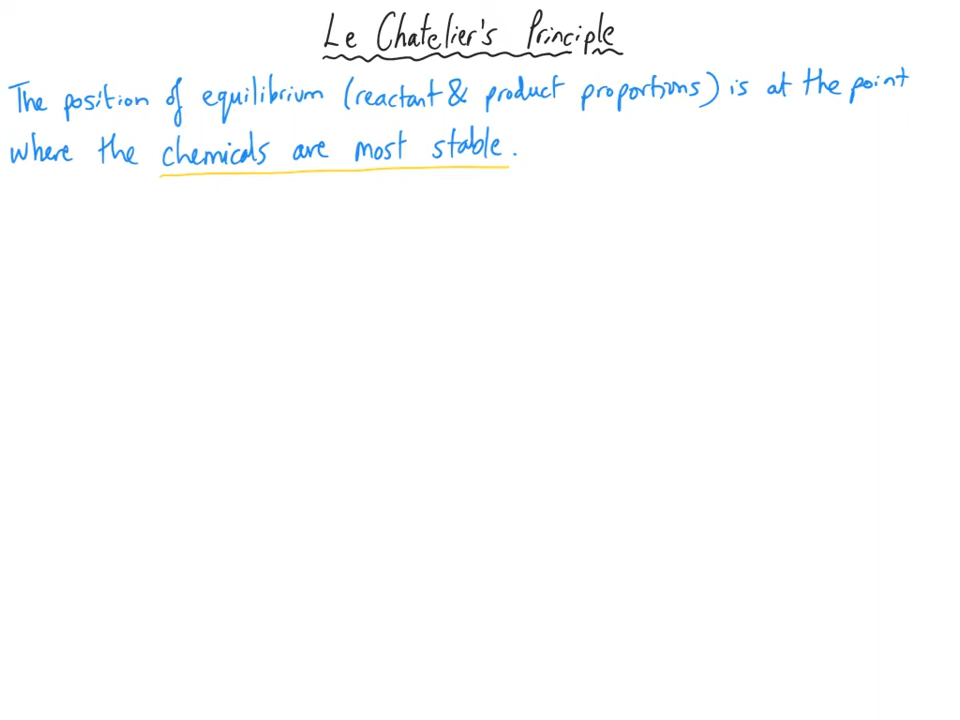 Le Chatelier's Principle
The position of equilibrium (reactant & product proportions) is at the point
where the chemicals are most stable.